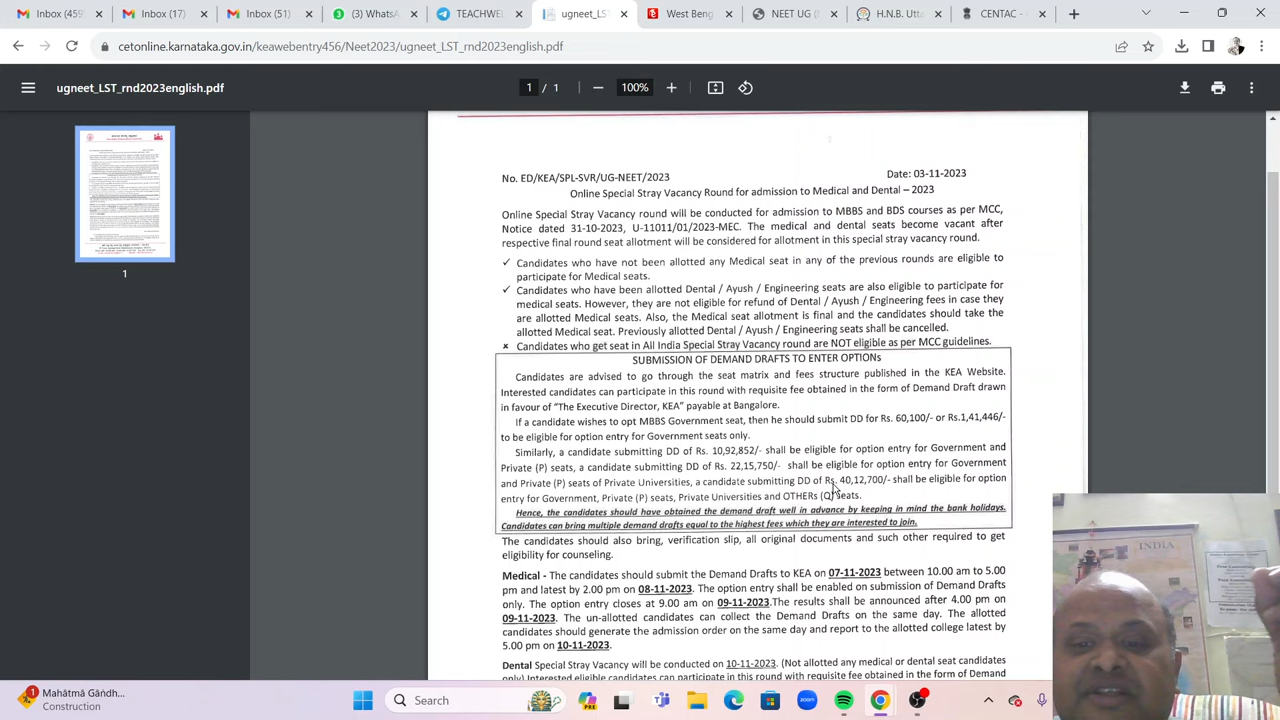 Inbox (41)
Inbox (17)
Inbox (51)
(3) WhatsA
TEACHWEL
ugneet_LST
West Beng
NEET UG (
H.N.B. Utta
CENTAC -
cetonline.karnataka.gov.in/keawebentry456/Neet2023/ugneet_LST_rnd2023english.pdf
ugneet_LST_rnd2023english.pdf
1 / 1
100%
1
No. ED/KEA/SPL-SVR/UG-NEET/2023 Date: 03-11-2023
Online Special Stray Vacancy Round for admission to Medical and Dental – 2023
Online Special Stray Vacancy round will be conducted for admission to MBBS and BDS courses as per MCC,
Notice dated 31-10-2023, U-11011/01/2023-MEC. The medical and dental seats become vacant after
respective final round seat allotment will be considered for allotment in this special stray vacancy round.
✓ Candidates who have not been allotted any Medical seat in any of the previous rounds are eligible to
participate for Medical seats.
✓ Candidates who have been allotted Dental / Ayush / Engineering seats are also eligible to participate for
medical seats. However, they are not eligible for refund of Dental / Ayush / Engineering fees in case they
are allotted Medical seats. Also, the Medical seat allotment is final and the candidates should take the
allotted Medical seat. Previously allotted Dental / Ayush / Engineering seats shall be cancelled.
× Candidates who get seat in All India Special Stray Vacancy round are NOT eligible as per MCC guidelines.
SUBMISSION OF DEMAND DRAFTS TO ENTER OPTIONs
Candidates are advised to go through the seat matrix and fees structure published in the KEA Website.
Interested candidates can participate in this round with requisite fee obtained in the form of Demand Draft drawn
in favour of "The Executive Director, KEA" payable at Bangalore.
If a candidate wishes to opt MBBS Government seat, then he should submit DD for Rs. 60,100/- or Rs.1,41,446/-
to be eligible for option entry for Government seats only.
Similarly, a candidate submitting DD of Rs. 10,92,852/- shall be eligible for option entry for Government and
Private (P) seats, a candidate submitting DD of Rs. 22,15,750/- shall be eligible for option entry for Government
and Private (P) seats of Private Universities, a candidate submitting DD of Rs. 40,12,700/- shall be eligible for option
entry for Government, Private (P) seats, Private Universities and OTHERs (Q) seats.
Hence, the candidates should have obtained the demand draft well in advance by keeping in mind the bank holidays.
Candidates can bring multiple demand drafts equal to the highest fees which they are interested to join.
The candidates should also bring, verification slip, all original documents and such other required to get
eligibility for counseling.
Medical - The candidates should submit the Demand Drafts to KEA on 07-11-2023 between 10.00 am to 5.00
pm and latest by 2.00 pm on 08-11-2023. The option entry shall be enabled on submission of Demand Drafts
only. The option entry closes at 9.00 am on 09-11-2023.The results shall be announced after 4.00 pm on
09-11-2023. The un-allotted candidates can collect the Demand Drafts on the same day. The allotted
candidates should generate the admission order on the same day and report to the allotted college latest by
5.00 pm on 10-11-2023.
Dental Special Stray Vacancy will be conducted on 10-11-2023. (Not allotted any medical or dental seat candidates
only) Interested eligible candidates can participate in this round with requisite fee obtained in the form of Demand
INDIA
1
Mahātmā Gāndh...
Construction
Search